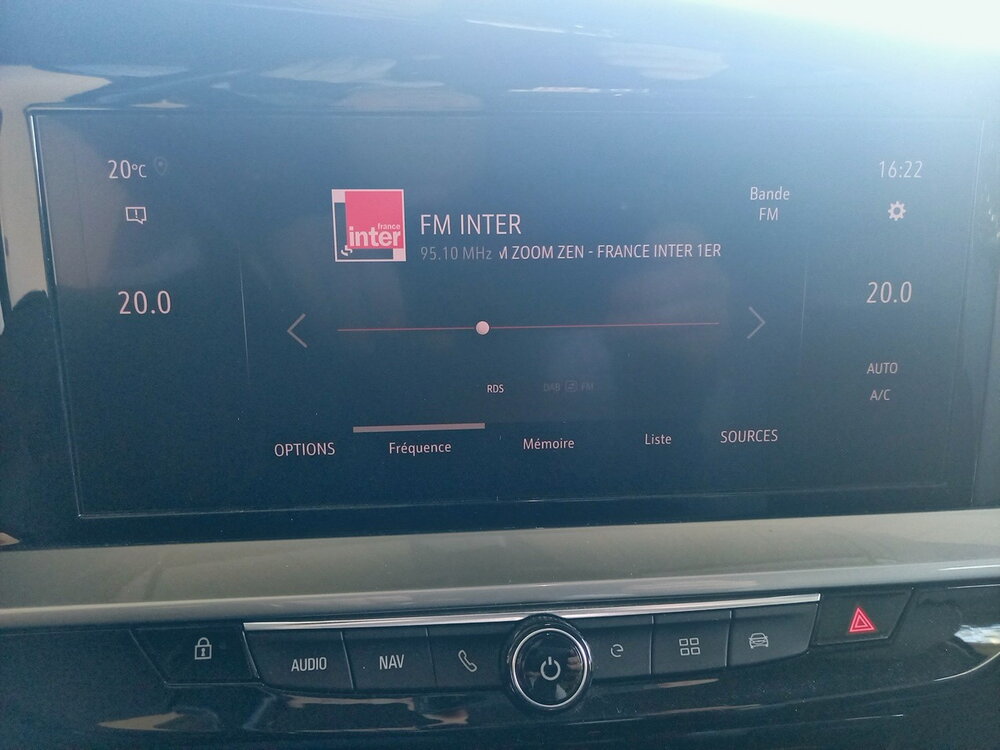 20°C
16:22
france
inter
FM INTER
95.10 MHz M ZOOM ZEN - FRANCE INTER 1ER
Bande
FM
20.0
20.0
RDS
DAB FM
AUTO
A/C
OPTIONS
Fréquence
Mémoire
Liste
SOURCES
AUDIO
NAV